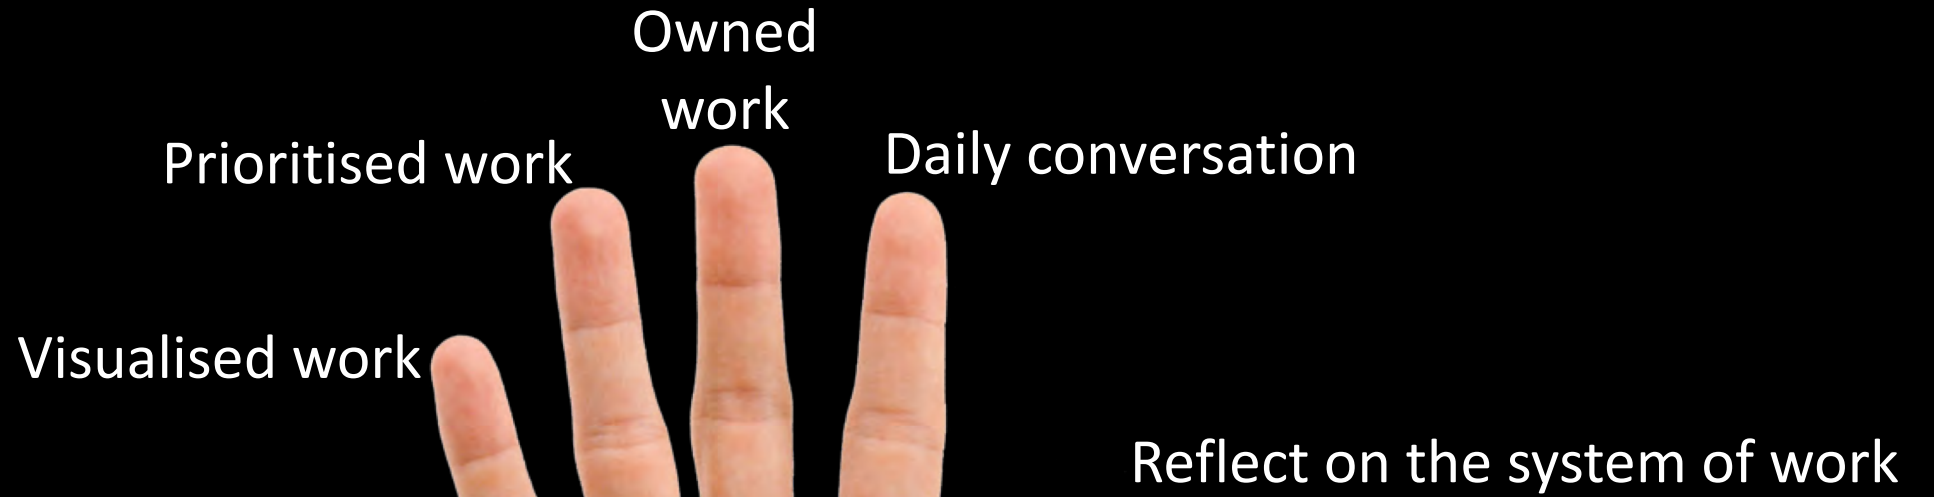 Owned
work
Prioritised work
Daily conversation
Visualised work
Reflect on the system of work